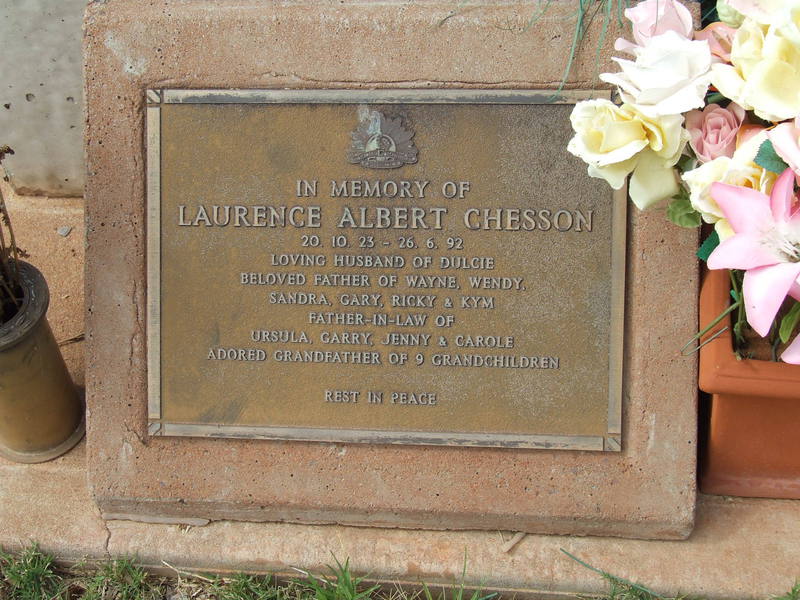 IN MEMORY OF
LAURENCE ALBERT CHESSON
20. 10. 23 - 26. 6. 92
LOVING HUSBAND OF DULCIE
BELOVED FATHER OF WAYNE, WENDY,
SANDRA, GARY, RICKY & KYM
FATHER-IN-LAW OF
URSULA, GARRY, JENNY & CAROLE
ADORED GRANDFATHER OF 9 GRANDCHILDREN
REST IN PEACE